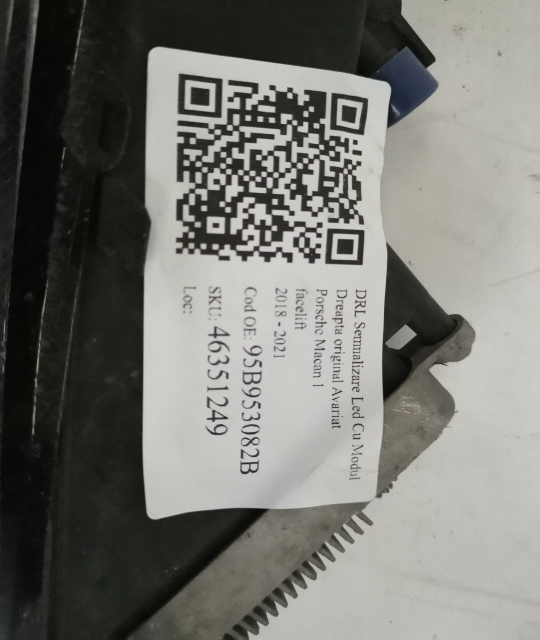 DRL Semnalizare Led Cu Modul
Dreapta original Avariat
Porsche Macan 1
facelift
2018 - 2021
Cod OE: 95B953082B
SKU: 46351249
Loc: